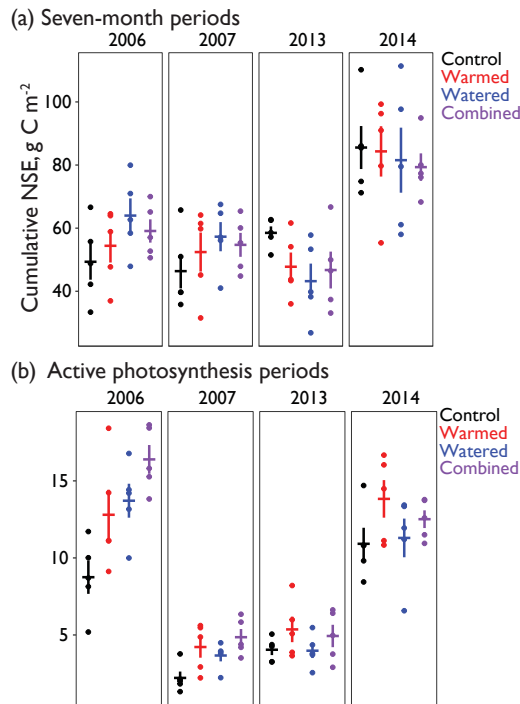 (a) Seven-month periods
2006 2007 2013 2014
Control
Warmed
Watered
Combined
100
80
60
40
Cumulative NSE, g C m⁻²
(b) Active photosynthesis periods
2006 2007 2013 2014
Control
Warmed
Watered
Combined
15
10
5